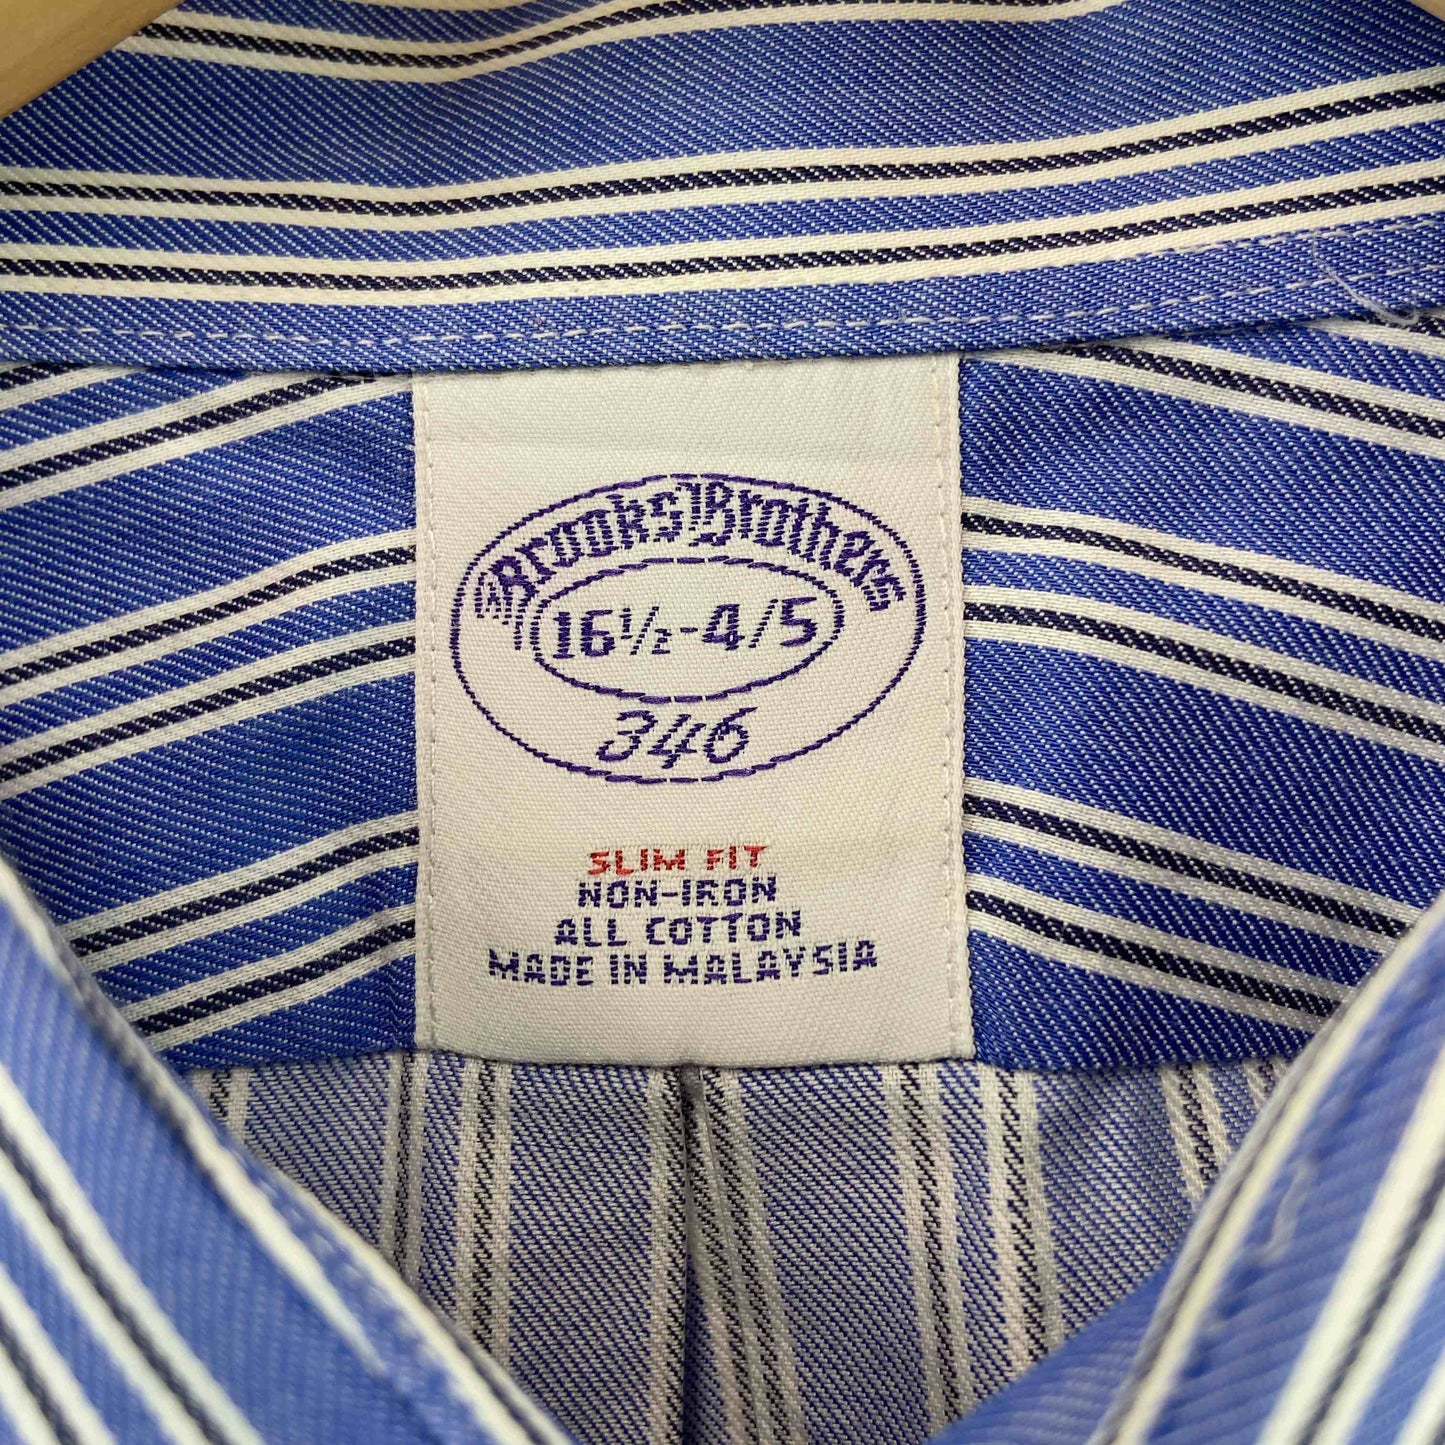 Brooks Brothers
16½-4/5
346
SLIM FIT
NON-IRON
ALL COTTON
MADE IN MALAYSIA